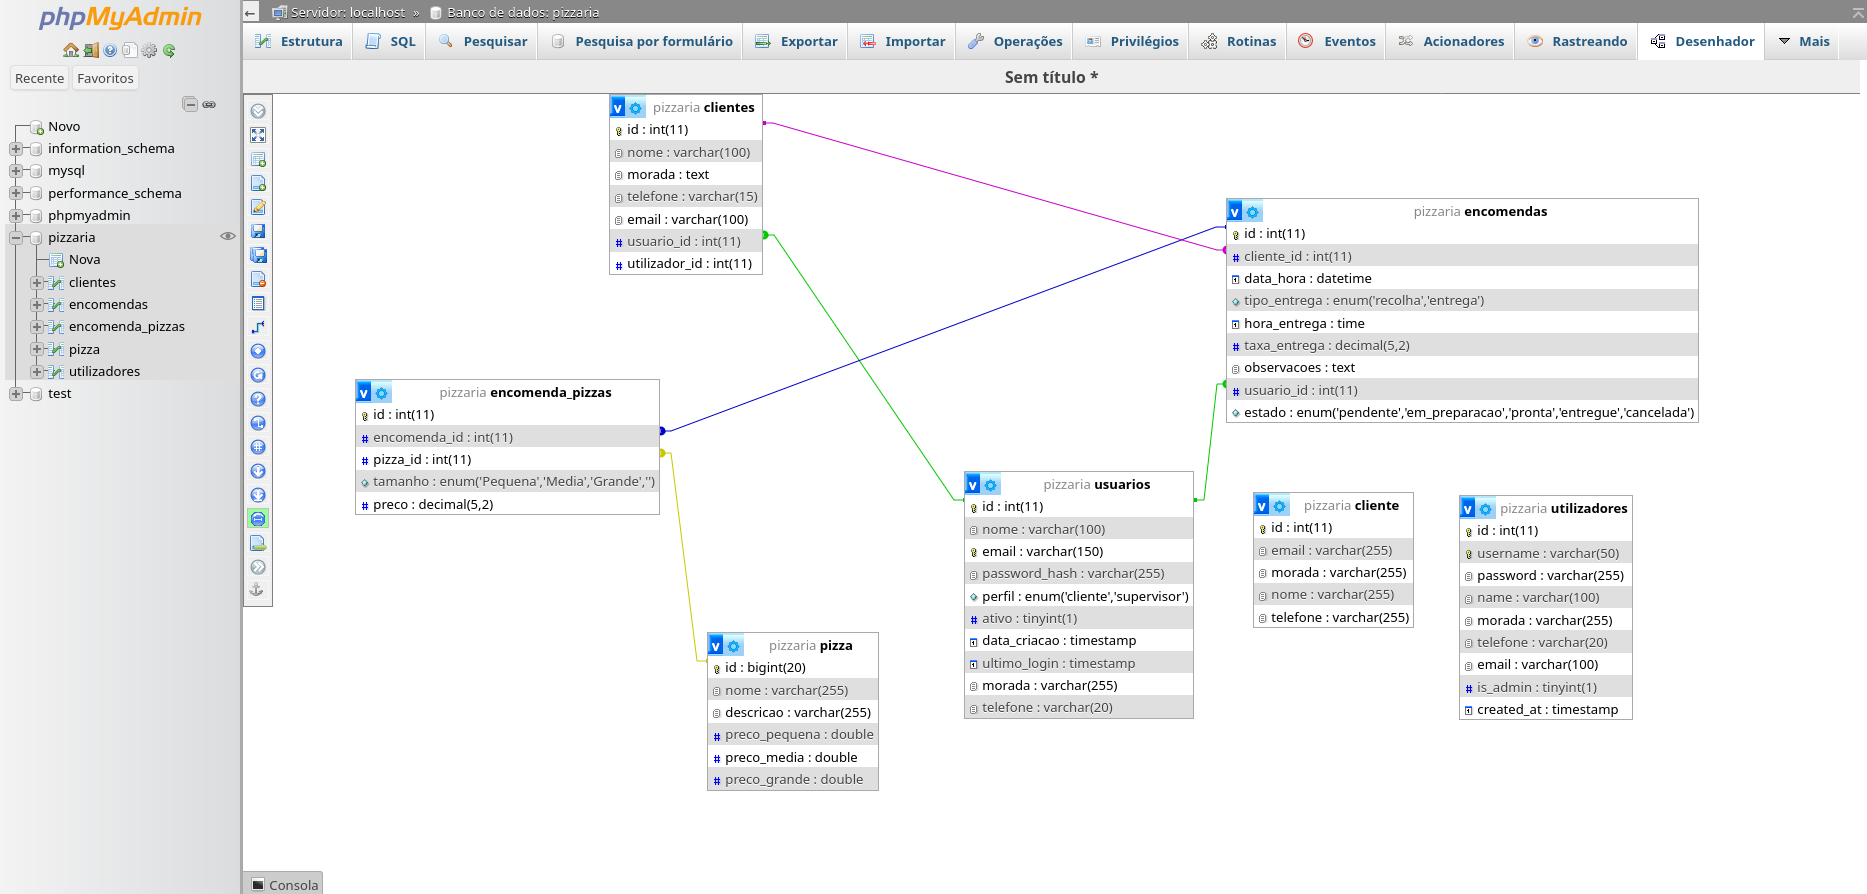 phpMyAdmin
Recente Favoritos
Novo
information_schema
mysql
performance_schema
phpmyadmin
pizzaria
Nova
clientes
encomendas
encomenda_pizzas
pizza
utilizadores
test
← Servidor: localhost » Banco de dados: pizzaria
Estrutura SQL Pesquisar Pesquisa por formulário Exportar Importar Operações Privilégios Rotinas Eventos Acionadores Rastreando Desenhador Mais
Sem título *
v pizzaria clientes
id : int(11)
nome : varchar(100)
morada : text
telefone : varchar(15)
email : varchar(100)
# usuario_id : int(11)
# utilizador_id : int(11)
v pizzaria encomendas
id : int(11)
# cliente_id : int(11)
data_hora : datetime
tipo_entrega : enum('recolha','entrega')
hora_entrega : time
# taxa_entrega : decimal(5,2)
observacoes : text
# usuario_id : int(11)
estado : enum('pendente','em_preparacao','pronta','entregue','cancelada')
v pizzaria encomenda_pizzas
id : int(11)
# encomenda_id : int(11)
# pizza_id : int(11)
tamanho : enum('Pequena','Media','Grande','')
# preco : decimal(5,2)
v pizzaria usuarios
id : int(11)
nome : varchar(100)
email : varchar(150)
password_hash : varchar(255)
perfil : enum('cliente','supervisor')
# ativo : tinyint(1)
data_criacao : timestamp
ultimo_login : timestamp
morada : varchar(255)
telefone : varchar(20)
v pizzaria cliente
id : int(11)
email : varchar(255)
morada : varchar(255)
nome : varchar(255)
telefone : varchar(255)
v pizzaria utilizadores
id : int(11)
username : varchar(50)
password : varchar(255)
name : varchar(100)
morada : varchar(255)
telefone : varchar(20)
email : varchar(100)
# is_admin : tinyint(1)
created_at : timestamp
v pizzaria pizza
id : bigint(20)
nome : varchar(255)
descricao : varchar(255)
# preco_pequena : double
# preco_media : double
# preco_grande : double
Consola